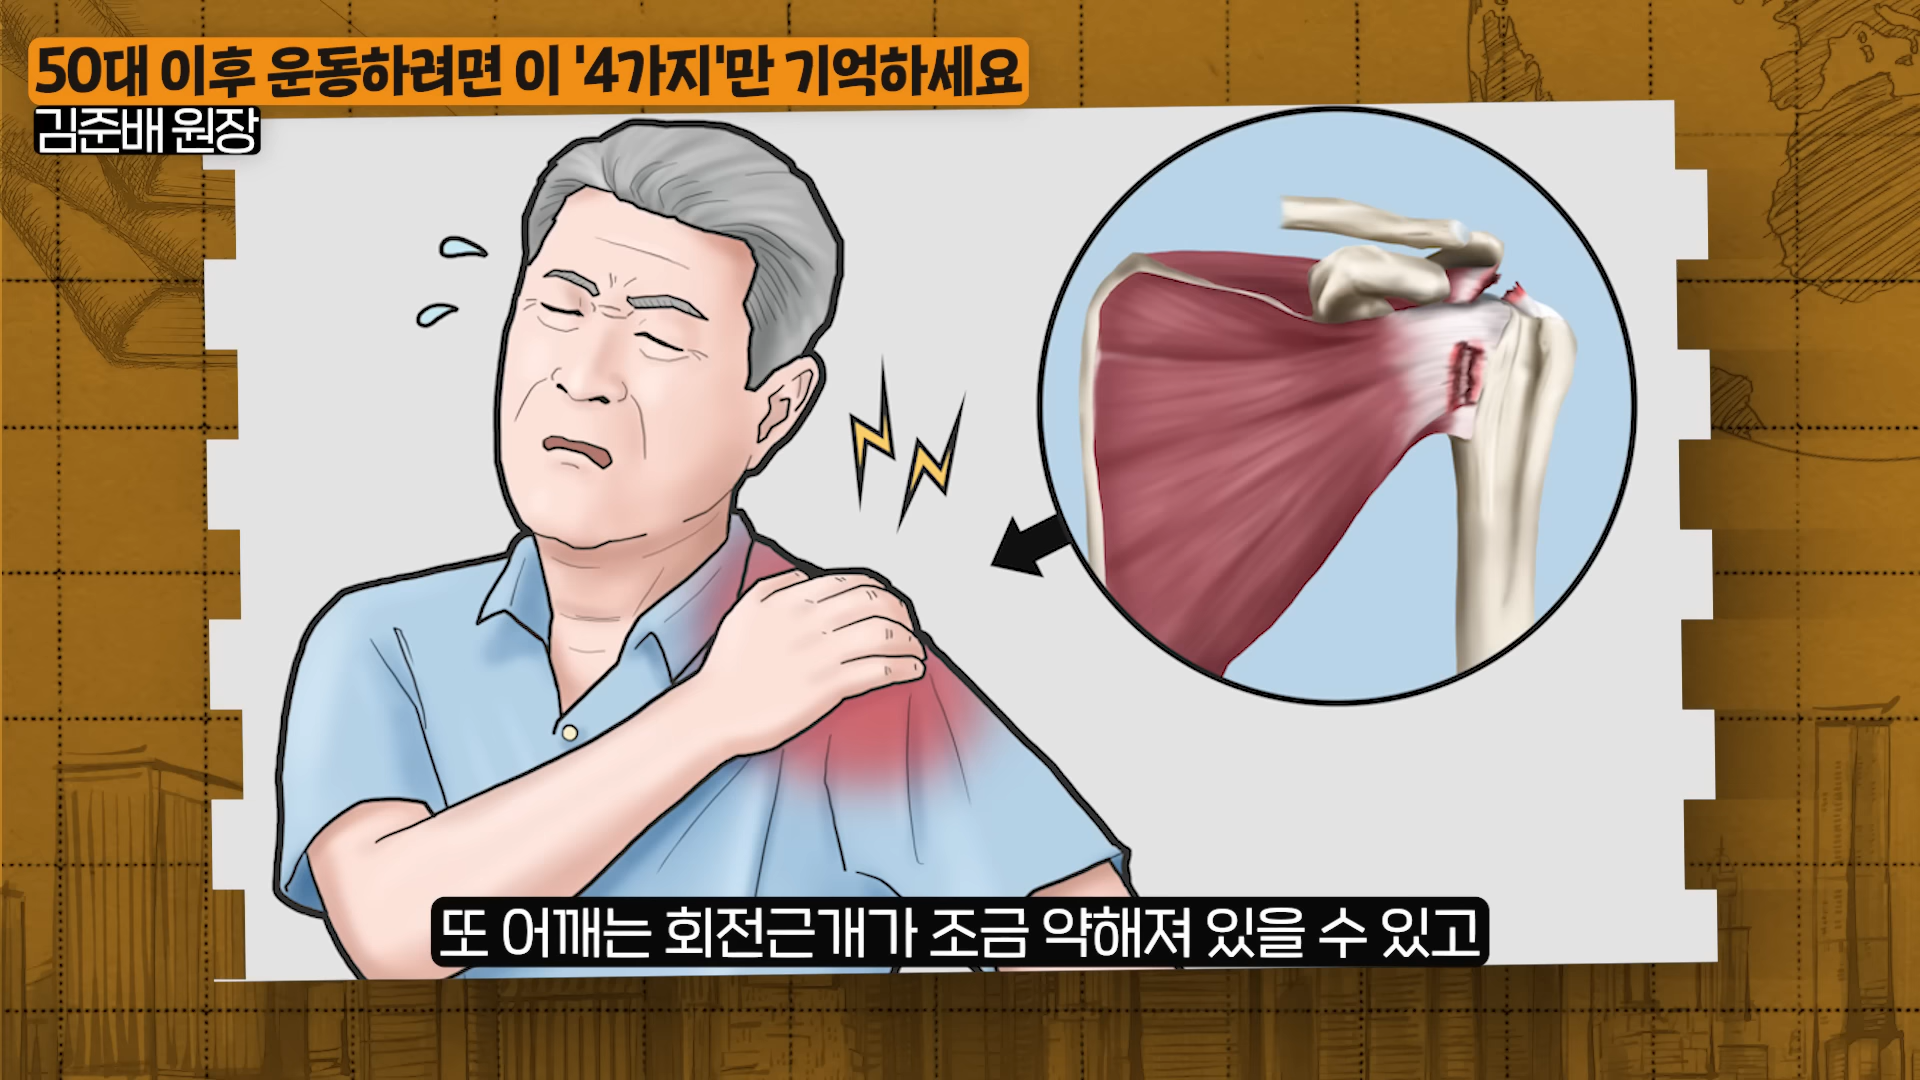 50대 이후 운동하려면 이 '4가지'만 기억하세요
김준배 원장
또 어깨는 회전근개가 조금 약해져 있을 수 있고